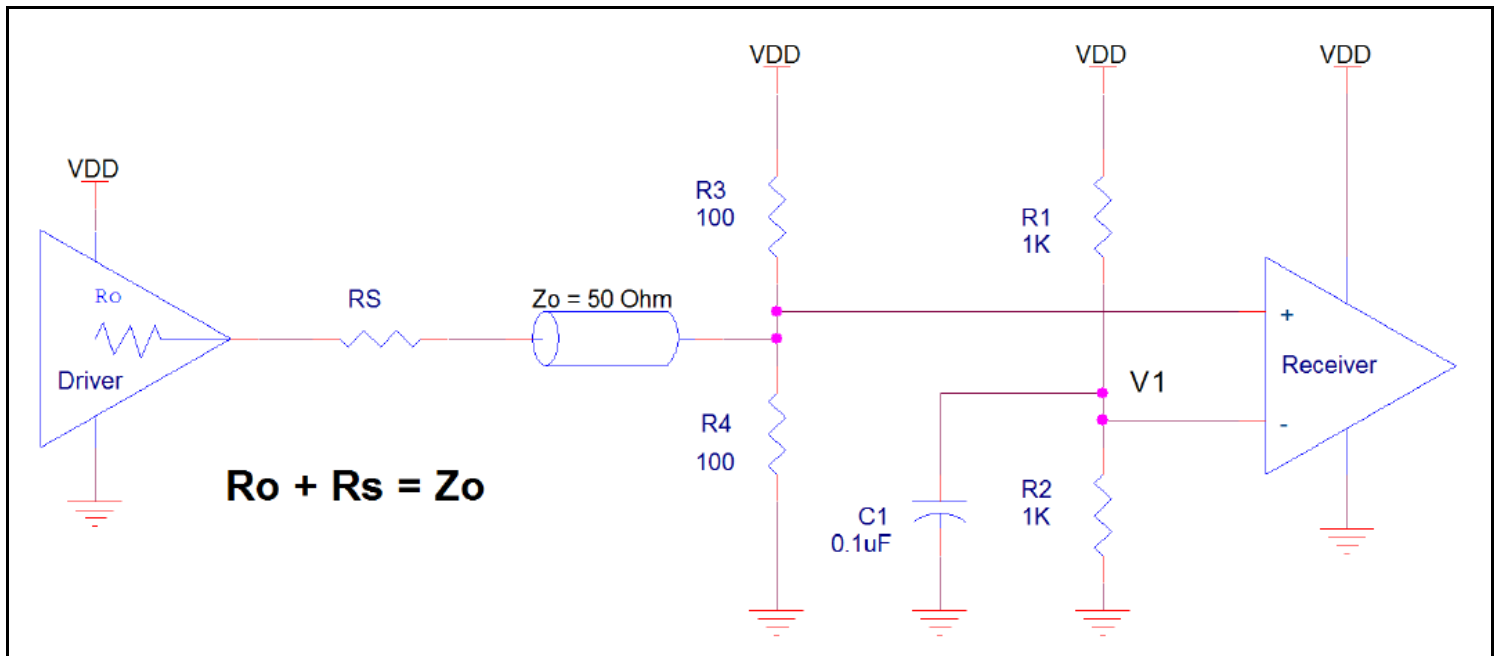 VDD
VDD
VDD
VDD
R3
100
R1
1K
Ro
RS
Zo = 50 Ohm
+
Driver
Receiver
V1
-
R4
100
Ro + Rs = Zo
R2
1K
C1
0.1uF